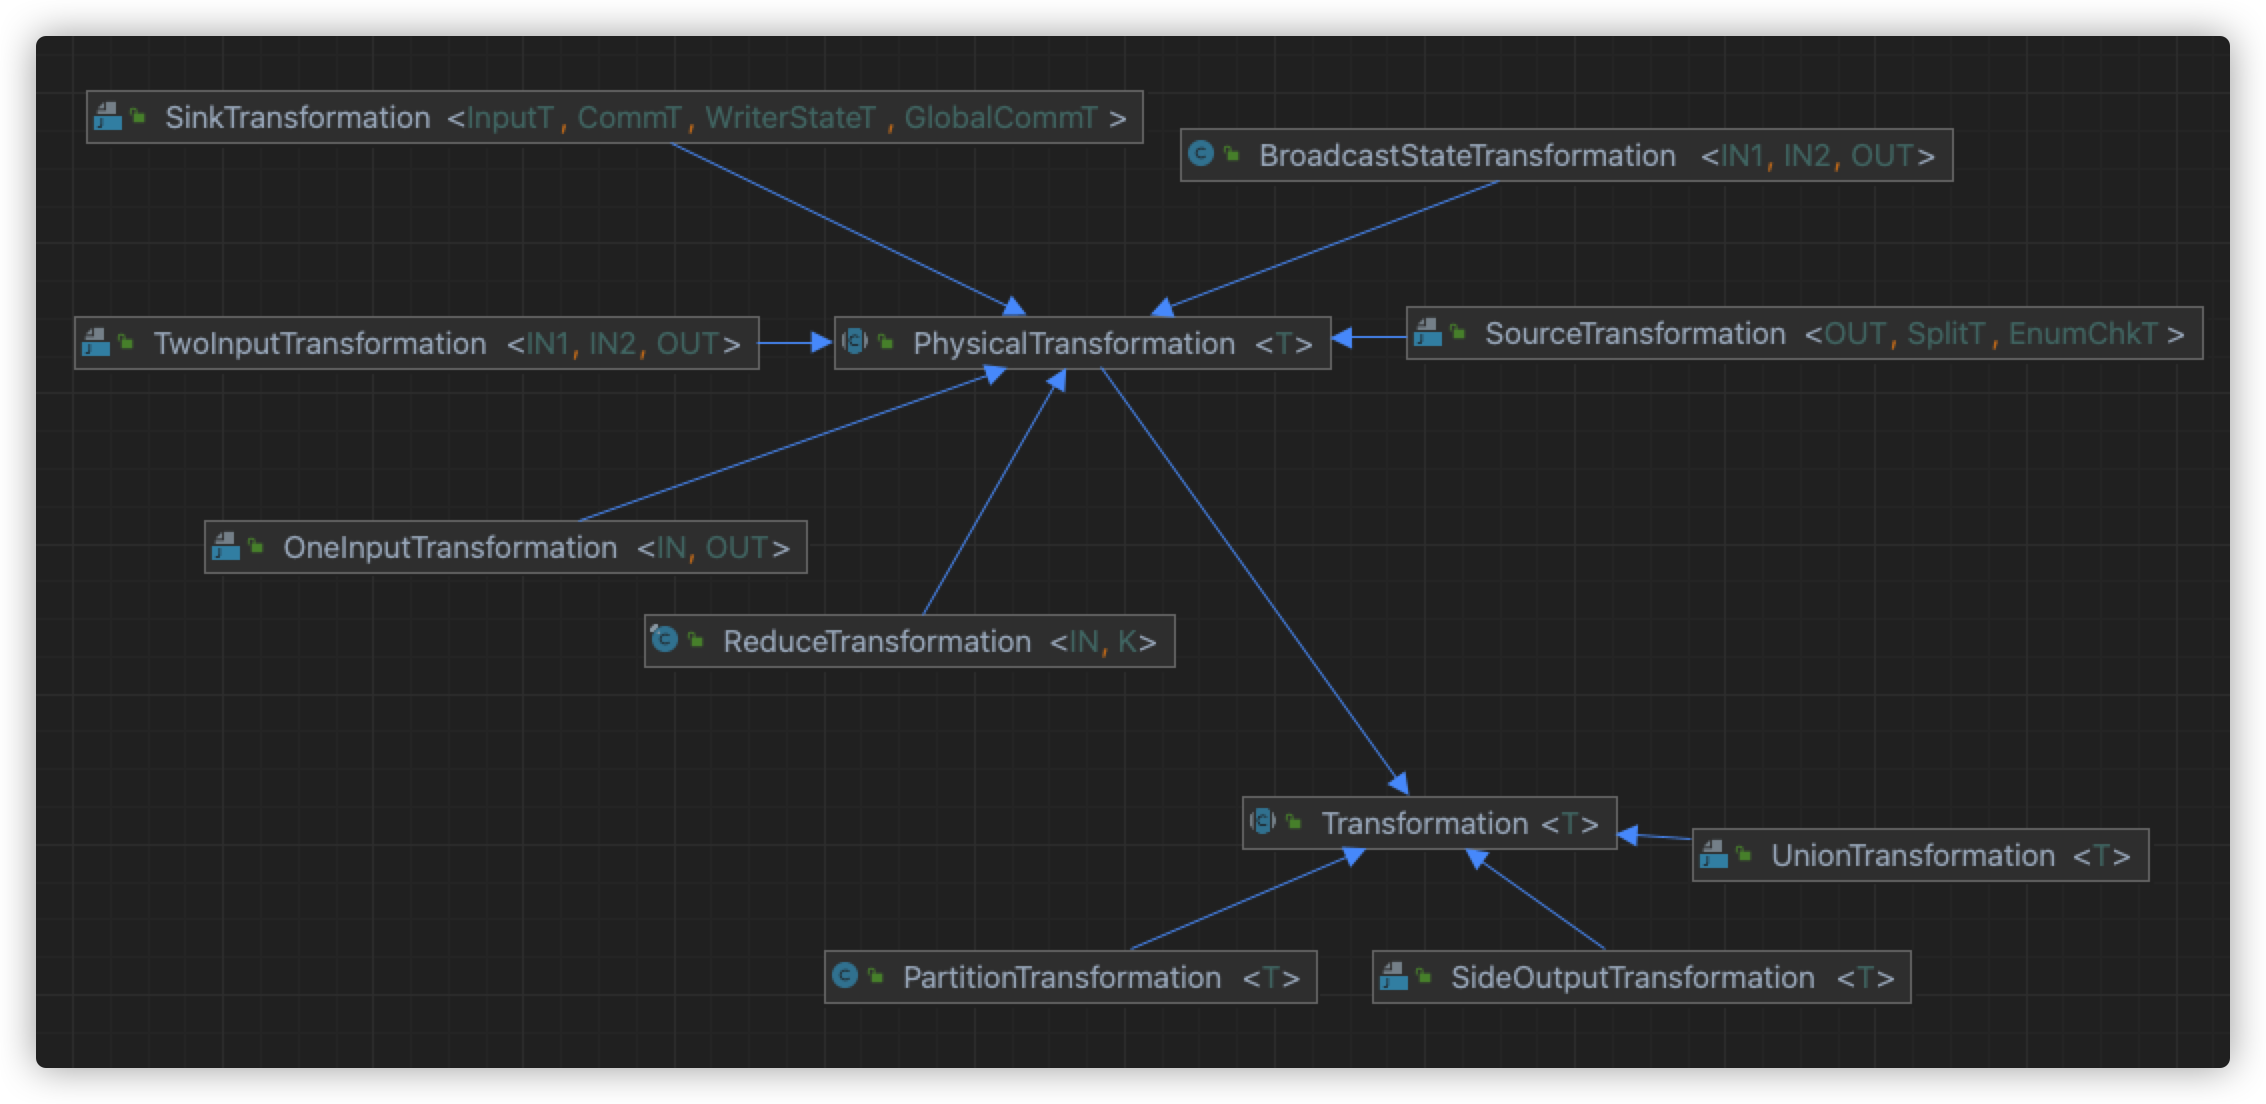 SinkTransformation <InputT, CommT, WriterStateT, GlobalCommT>
BroadcastStateTransformation <IN1, IN2, OUT>
TwoInputTransformation <IN1, IN2, OUT>
PhysicalTransformation <T>
SourceTransformation <OUT, SplitT, EnumChkT>
OneInputTransformation <IN, OUT>
ReduceTransformation <IN, K>
Transformation <T>
UnionTransformation <T>
PartitionTransformation <T>
SideOutputTransformation <T>